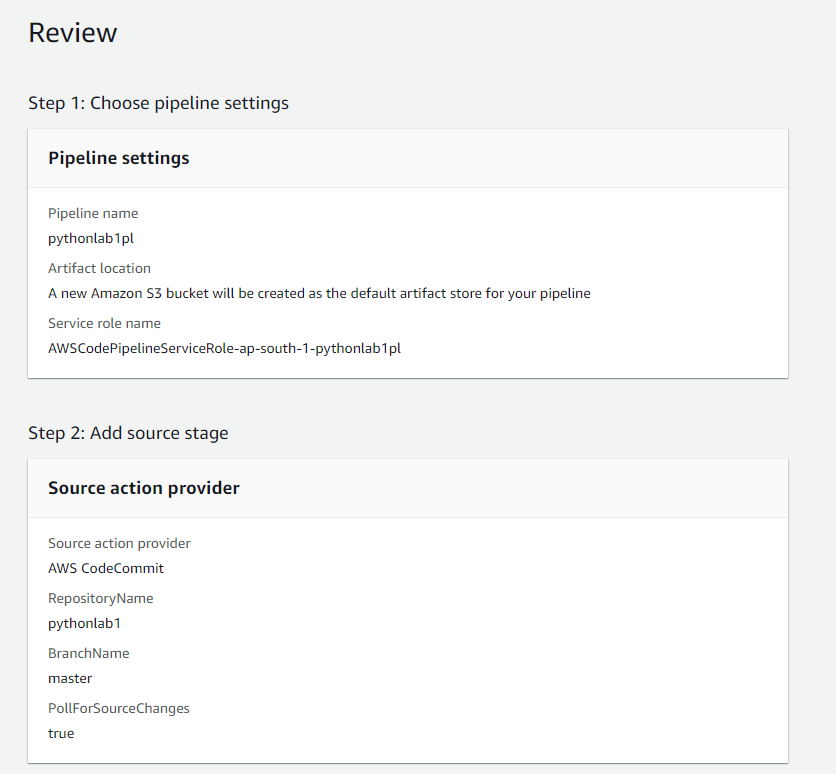 Review
Step 1: Choose pipeline settings
Pipeline settings
Pipeline name
pythonlab1pl
Artifact location
A new Amazon S3 bucket will be created as the default artifact store for your pipeline
Service role name
AWSCodePipelineServiceRole-ap-south-1-pythonlab1pl
Step 2: Add source stage
Source action provider
Source action provider
AWS CodeCommit
RepositoryName
pythonlab1
BranchName
master
PollForSourceChanges
true